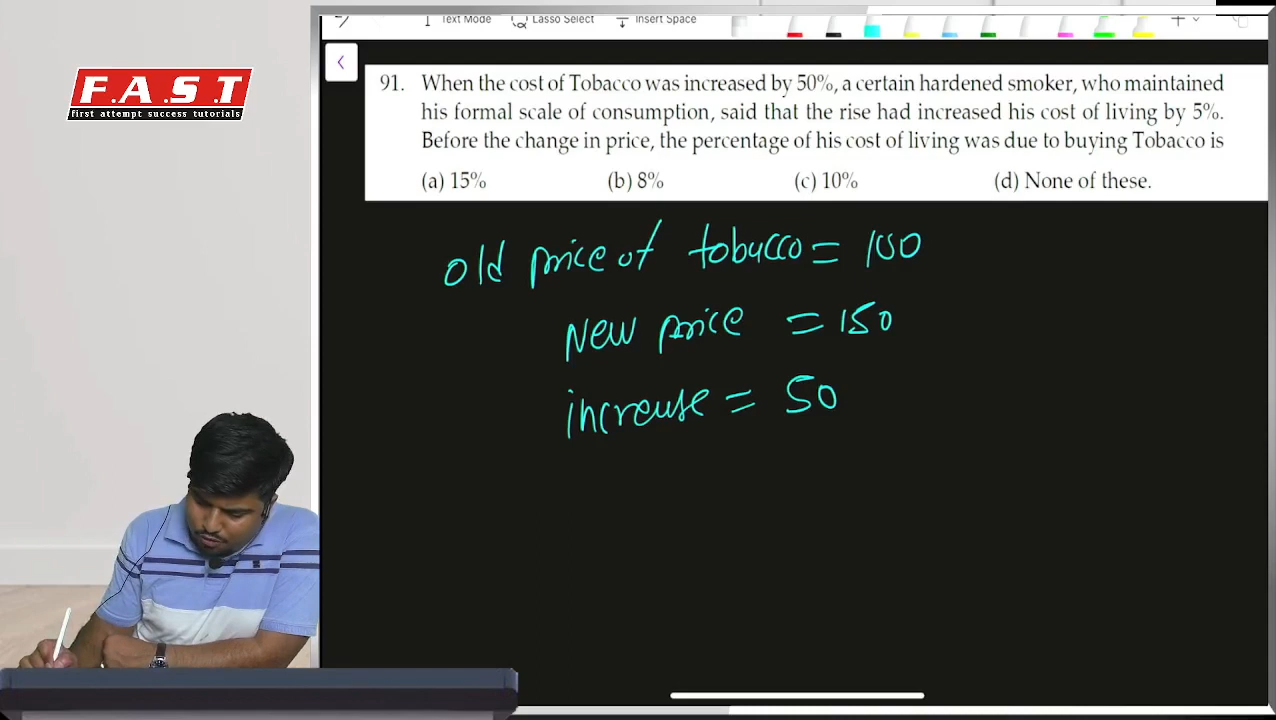 Text Mode Lasso Select Insert Space
F.A.S.T
first attempt success tutorials
91. When the cost of Tobacco was increased by 50%, a certain hardened smoker, who maintained
his formal scale of consumption, said that the rise had increased his cost of living by 5%.
Before the change in price, the percentage of his cost of living was due to buying Tobacco is
(a) 15% (b) 8% (c) 10% (d) None of these.
old price of tobacco = 100
New price = 150
increase = 50